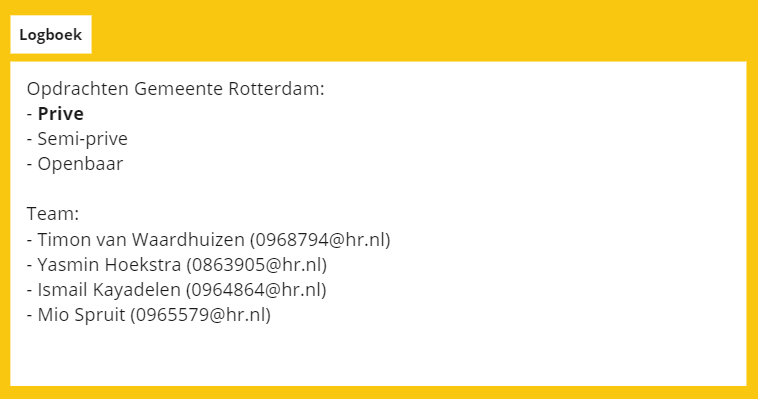 Logboek
Opdrachten Gemeente Rotterdam:
- Prive
- Semi-prive
- Openbaar
Team:
- Timon van Waardhuizen (0968794@hr.nl)
- Yasmin Hoekstra (0863905@hr.nl)
- Ismail Kayadelen (0964864@hr.nl)
- Mio Spruit (0965579@hr.nl)